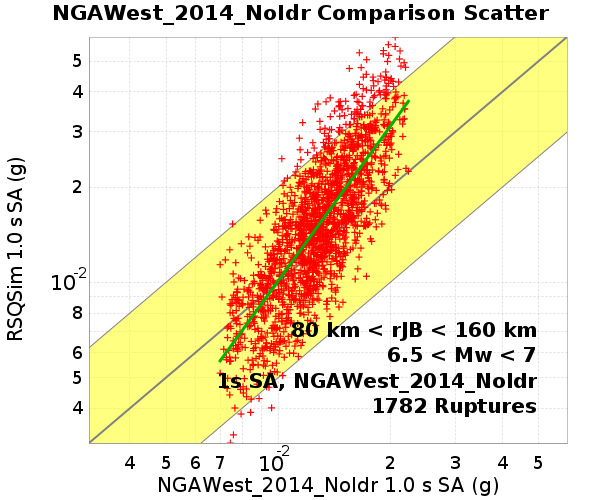 NGAWest_2014_NoIdr Comparison Scatter
RSQSim 1.0 s SA (g)
5
4
3
2
10^-2
8
6
5
4
80 km < rJB < 160 km
6.5 < Mw < 7
1s SA, NGAWest_2014_NoIdr
1782 Ruptures
4 5 6 7 10^-2 2 3 4 5
NGAWest_2014_NoIdr 1.0 s SA (g)